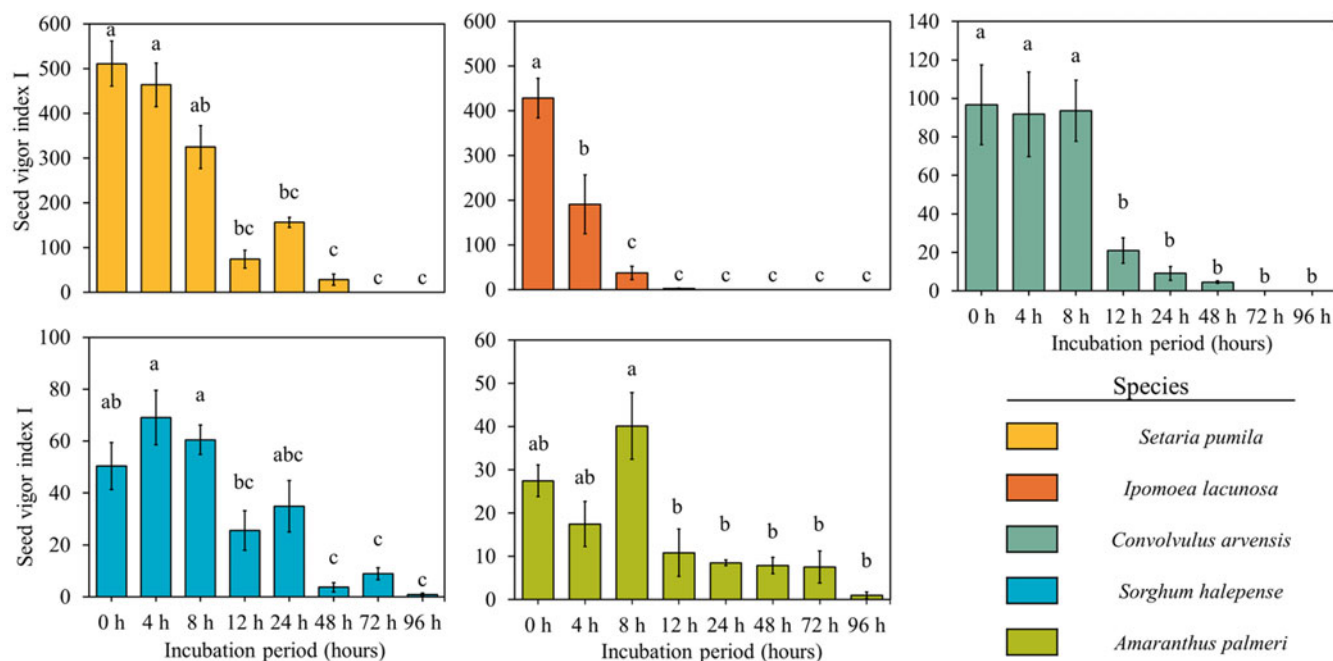 600
500
400
300
200
100
0
Seed vigor index I
a
a
ab
bc
bc
c
c
c
600
500
400
300
200
100
0
a
b
c
c
c
c
c
c
140
120
100
80
60
40
20
0
a
a
a
b
b
b
b
b
0 h 4 h 8 h 12 h 24 h 48 h 72 h 96 h
Incubation period (hours)
100
80
60
40
20
0
Seed vigor index I
ab
a
a
bc
abc
c
c
c
0 h 4 h 8 h 12 h 24 h 48 h 72 h 96 h
Incubation period (hours)
60
50
40
30
20
10
0
ab
ab
a
b
b
b
b
b
0 h 4 h 8 h 12 h 24 h 48 h 72 h 96 h
Incubation period (hours)
Species
Setaria pumila
Ipomoea lacunosa
Convolvulus arvensis
Sorghum halepense
Amaranthus palmeri